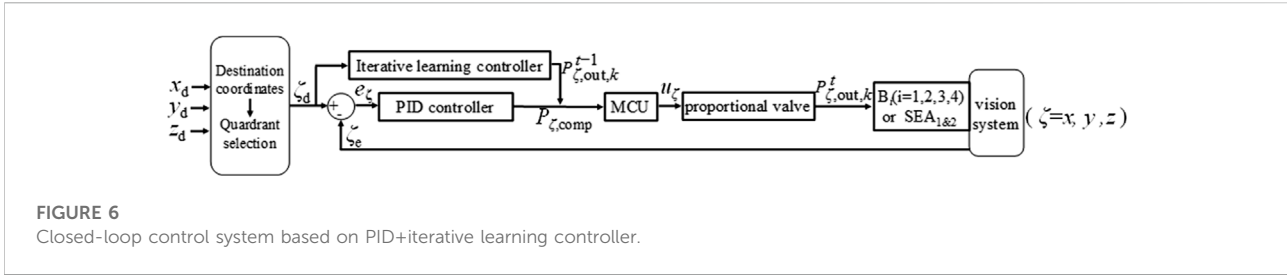 Destination
coordinates
Quardrant
selection
x_d
y_d
z_d
ζ_d
+
-
e_ζ
ζ_e
Iterative learning controller
P^{t-1}_{ζ,out,k}
PID controller
P_{ζ,comp}
MCU
u_ζ
proportional valve
P^t_{ζ,out,k}
B_i(i=1,2,3,4)
or SEA_{1&2}
vision
system
(ζ=x, y,z)
FIGURE 6
Closed-loop control system based on PID+iterative learning controller.